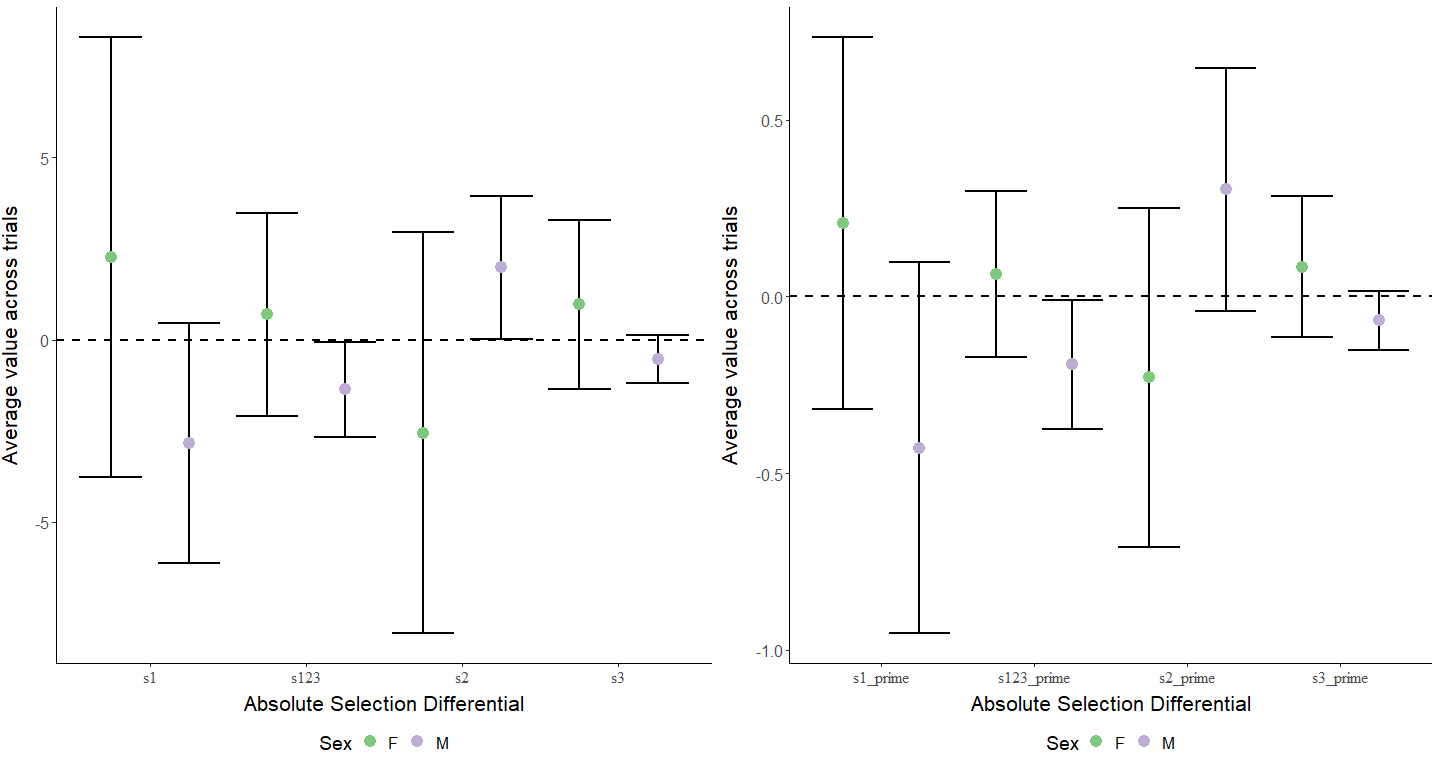 Average value across trials
5
0
-5
s1 s123 s2 s3
Absolute Selection Differential
Sex F M
Average value across trials
0.5
0.0
-0.5
-1.0
s1_prime s123_prime s2_prime s3_prime
Absolute Selection Differential
Sex F M